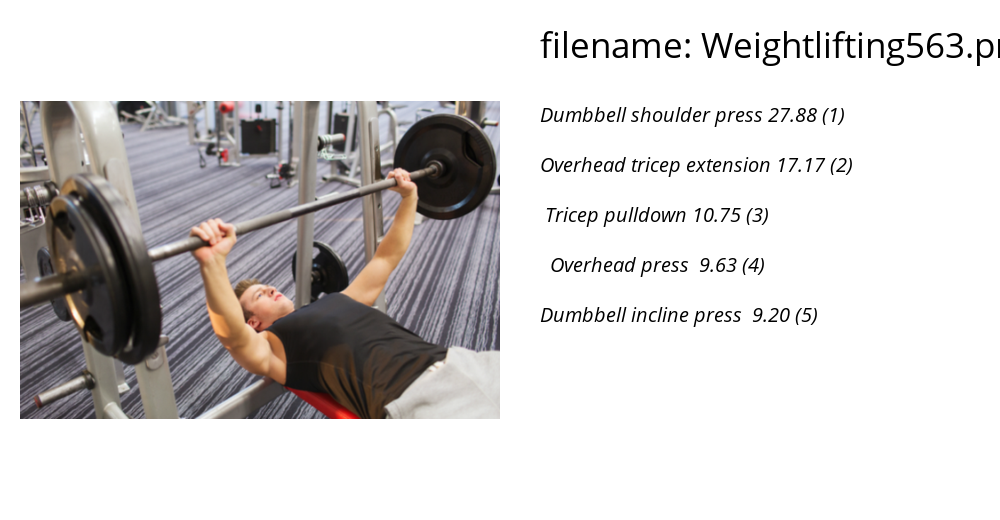 filename: Weightlifting563.p
Dumbbell shoulder press 27.88 (1)
Overhead tricep extension 17.17 (2)
Tricep pulldown 10.75 (3)
Overhead press 9.63 (4)
Dumbbell incline press 9.20 (5)